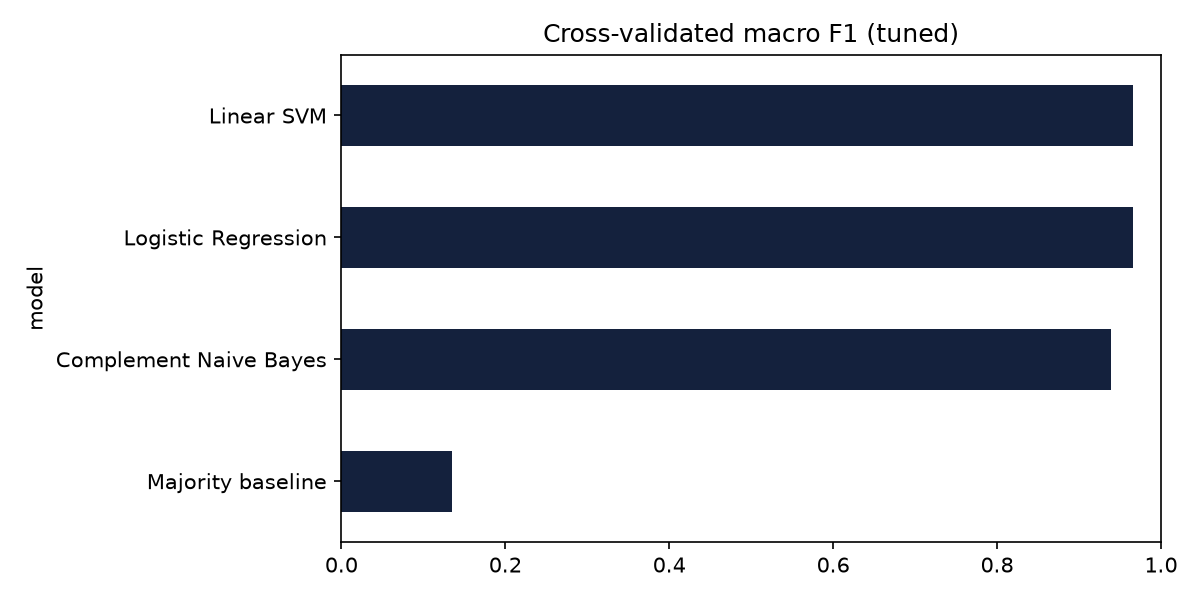 Cross-validated macro F1 (tuned)
Linear SVM
Logistic Regression
model
Complement Naive Bayes
Majority baseline
0.0 0.2 0.4 0.6 0.8 1.0